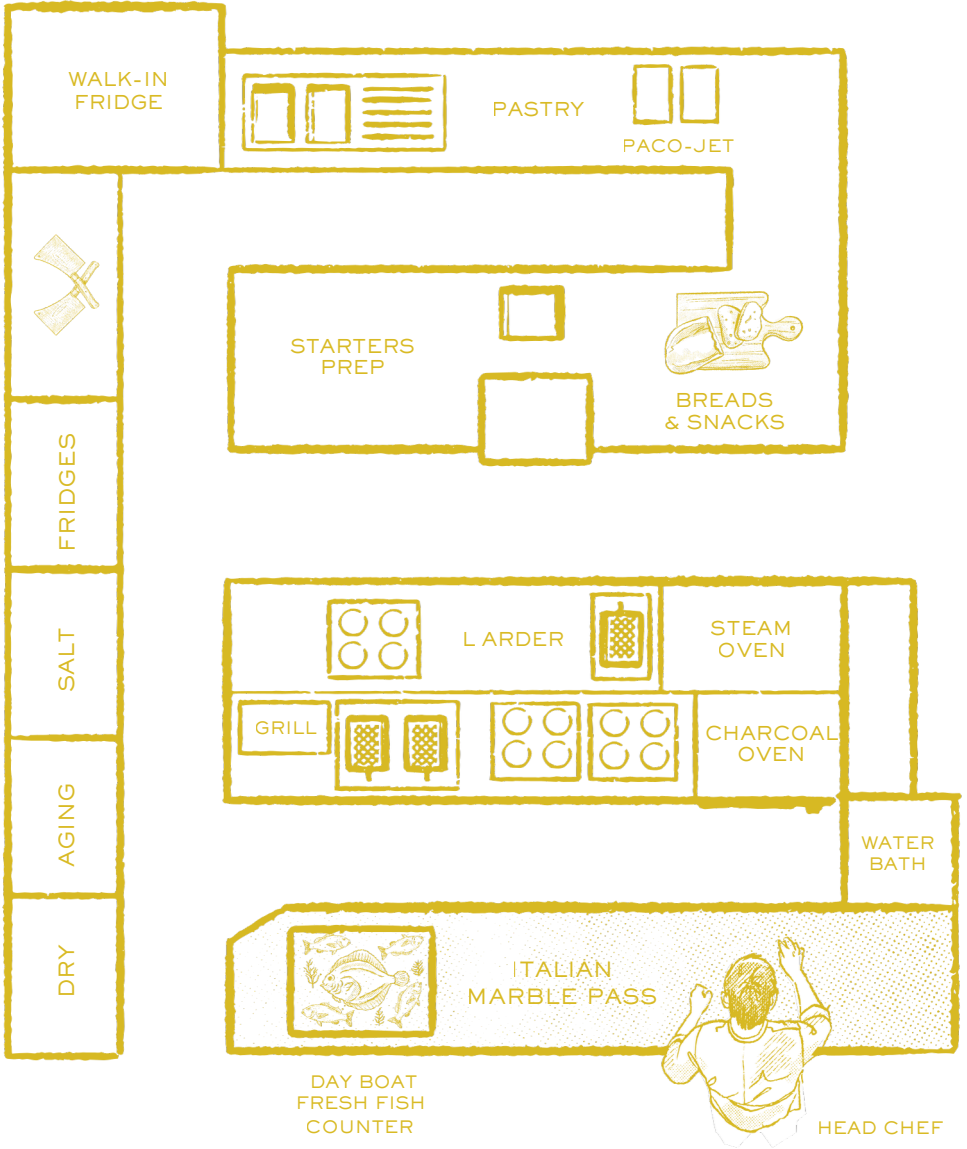 WALK-IN
FRIDGE
PASTRY
PACO-JET
STARTERS
PREP
BREADS
& SNACKS
FRIDGES
SALT
AGING
DRY
LARDER
STEAM
OVEN
GRILL
CHARCOAL
OVEN
WATER
BATH
ITALIAN
MARBLE PASS
DAY BOAT
FRESH FISH
COUNTER
HEAD CHEF